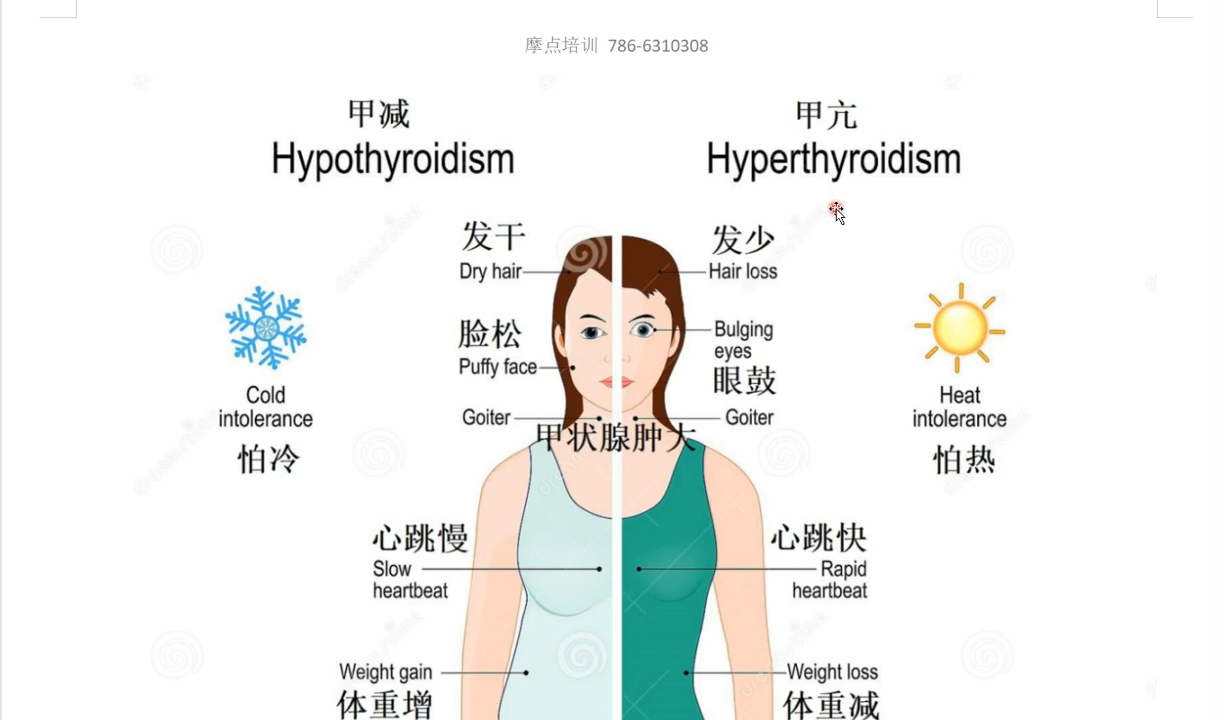 摩点培训 786-6310308
甲减
Hypothyroidism
甲亢
Hyperthyroidism
发干
Dry hair
发少
Hair loss
脸松
Puffy face
Bulging
eyes
眼鼓
Cold
intolerance
怕冷
Heat
intolerance
怕热
Goiter
Goiter
甲状腺肿大
心跳慢
Slow
heartbeat
心跳快
Rapid
heartbeat
Weight gain
体重增
Weight loss
体重减